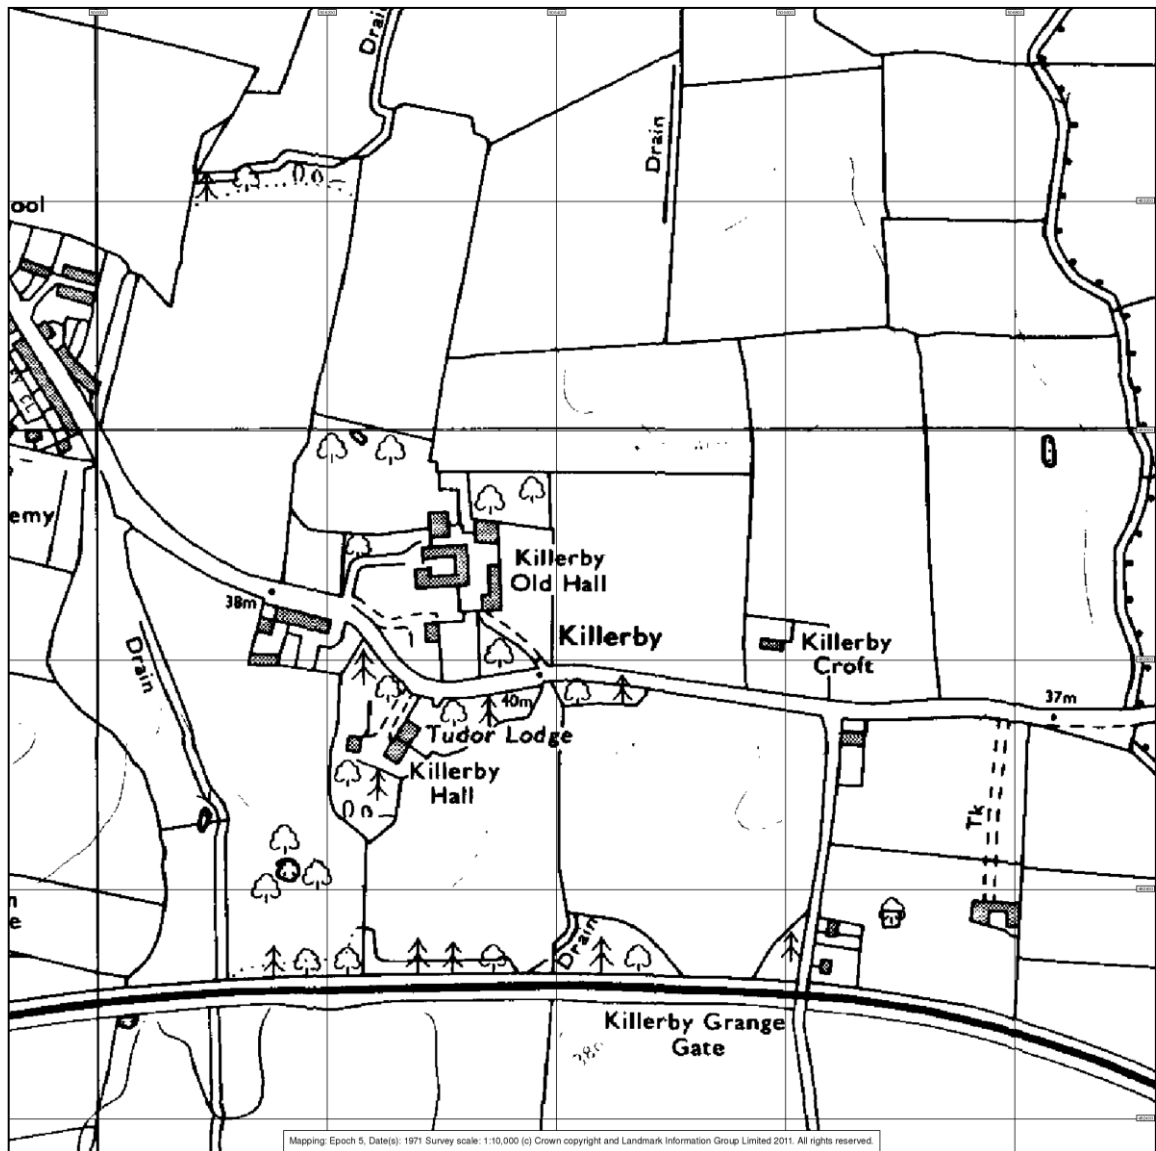 Drain
ool
Drain
emy
Killerby
Old Hall
38m
Killerby
Killerby
Croft
Drain
40m
37m
Tudor Lodge
Killerby
Hall
Tk
Drain
Killerby Grange
Gate
Mapping: Epoch 5, Date(s): 1971 Survey scale: 1:10,000 (c) Crown copyright and Landmark Information Group Limited 2011. All rights reserved.